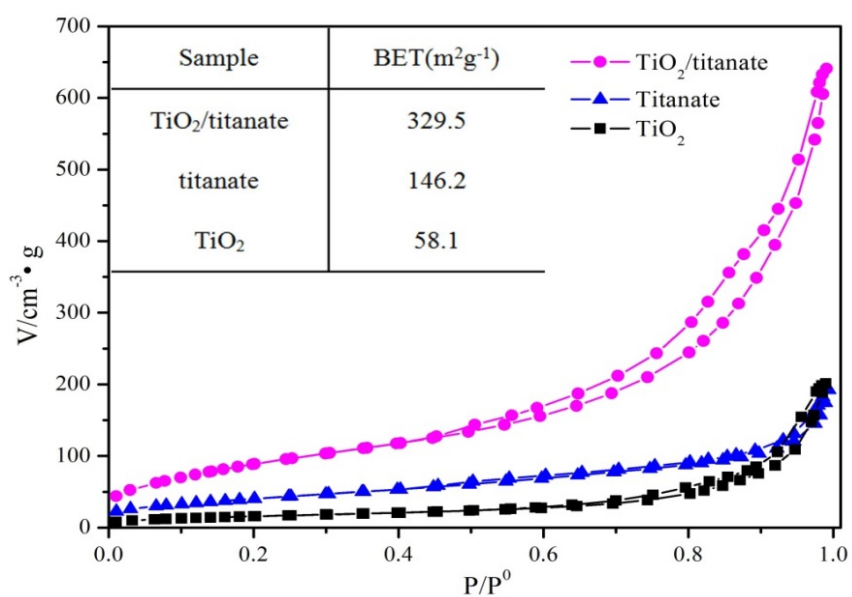 700
600
500
400
300
200
100
0
V/cm⁻³• g
Sample BET(m²g⁻¹)
TiO₂/titanate 329.5
titanate 146.2
TiO₂ 58.1
TiO₂/titanate
Titanate
TiO₂
0.0 0.2 0.4 0.6 0.8 1.0
P/P⁰